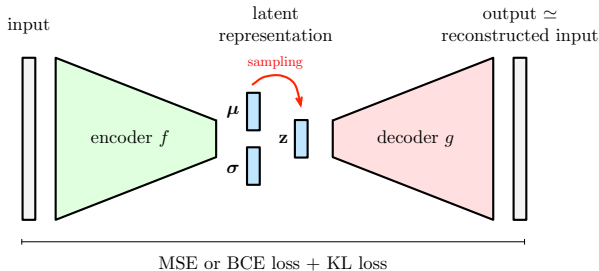 input
latent
representation
output ≃
reconstructed input
sampling
encoder f
μ
σ
z
decoder g
MSE or BCE loss + KL loss